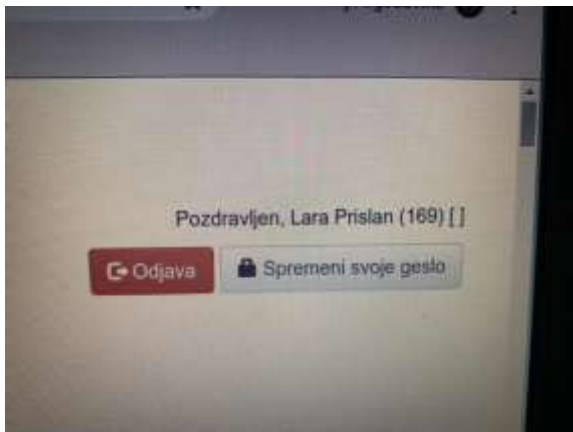 Pozdravljen, Lara Prislan (169) [ ]
Odjava
Spremeni svoje geslo